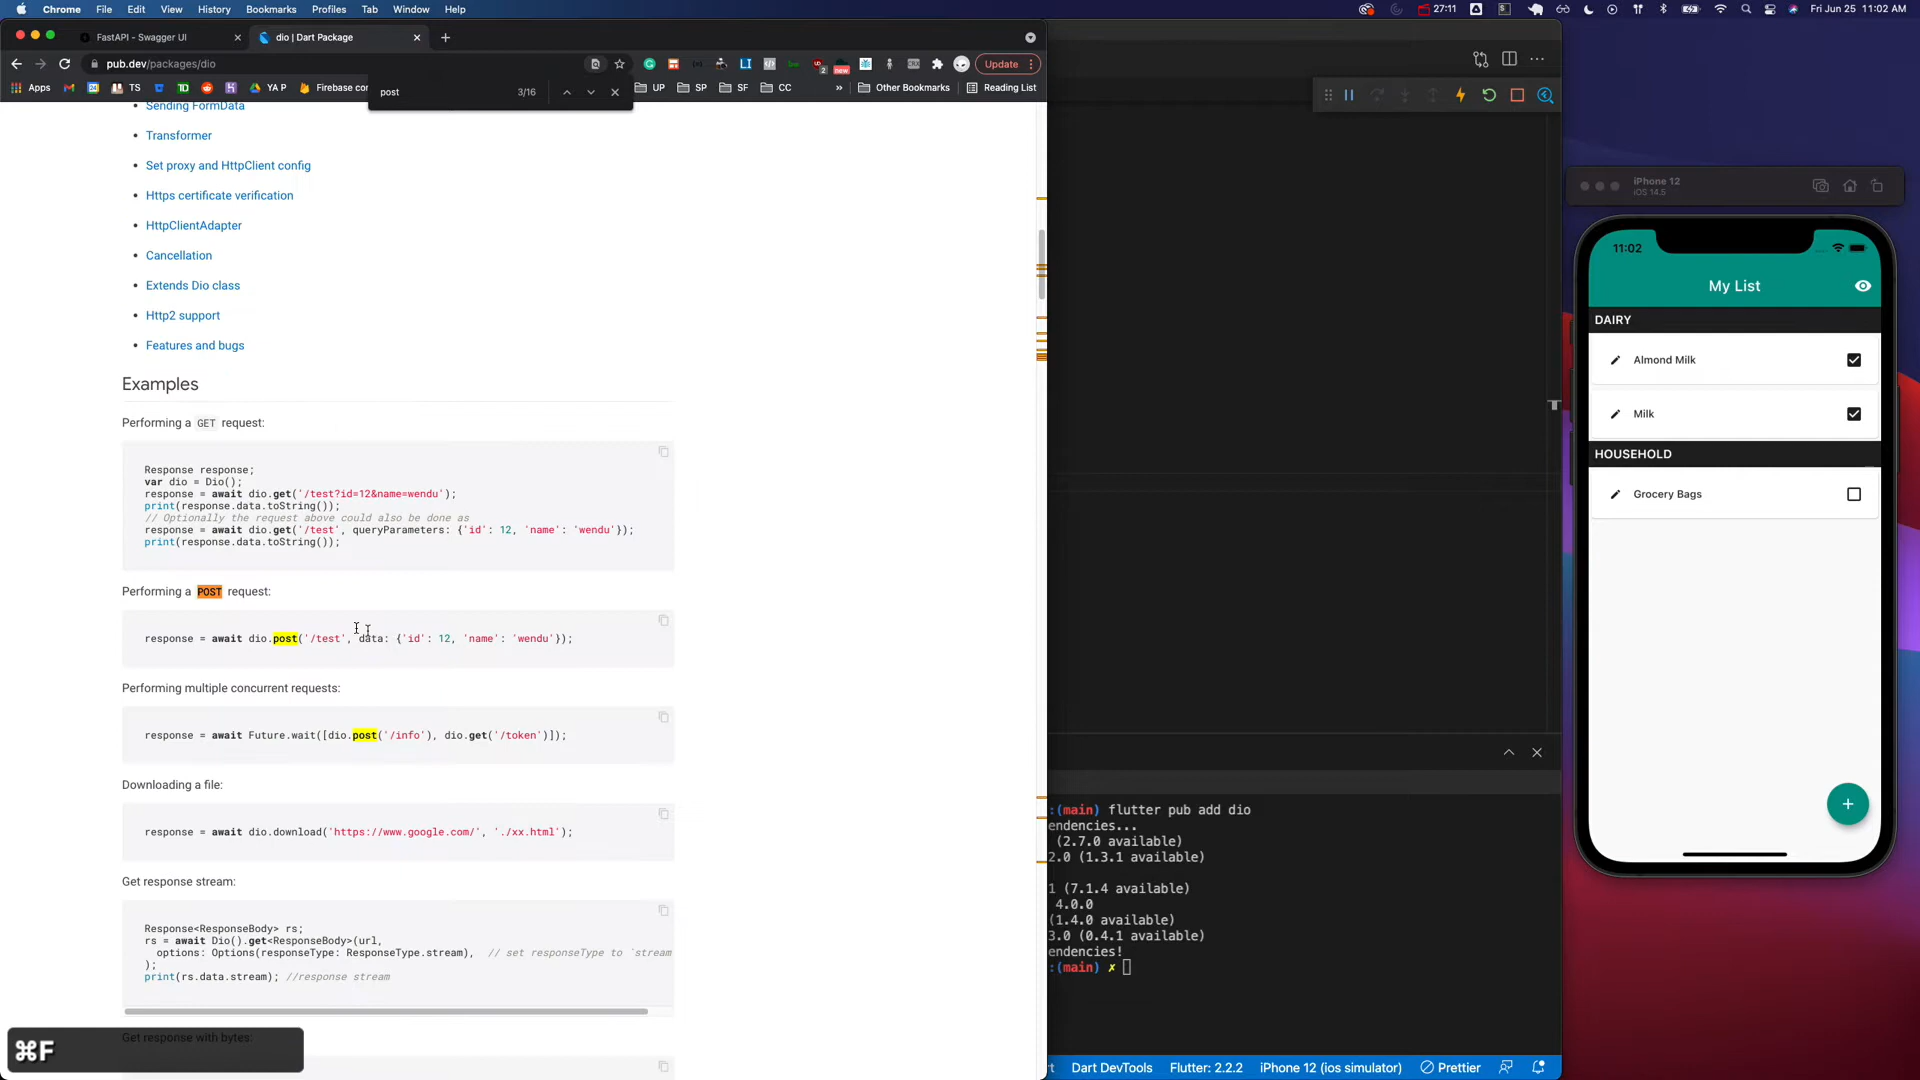 Chrome File Edit View History Bookmarks Profiles Tab Window Help
27:11 Fri Jun 25 11:02 AM
FastAPI - Swagger UI
dio | Dart Package
pub.dev/packages/dio
Update
Apps
TS
YA P
Firebase con
post
3/16
UP
SP
SF
CC
»
Other Bookmarks
Reading List
Sending FormData
Transformer
Set proxy and HttpClient config
Https certificate verification
HttpClientAdapter
Cancellation
Extends Dio class
Http2 support
Features and bugs
Examples
Performing a GET request:
Response response;
var dio = Dio();
response = await dio.get('/test?id=12&name=wendu');
print(response.data.toString());
// Optionally the request above could also be done as
response = await dio.get('/test', queryParameters: {'id': 12, 'name': 'wendu'});
print(response.data.toString());
Performing a POST request:
response = await dio.post('/test', data: {'id': 12, 'name': 'wendu'});
Performing multiple concurrent requests:
response = await Future.wait([dio.post('/info'), dio.get('/token')]);
Downloading a file:
response = await dio.download('https://www.google.com/', './xx.html');
Get response stream:
Response<ResponseBody> rs;
rs = await Dio().get<ResponseBody>(url,
options: Options(responseType: ResponseType.stream), // set responseType to `stream
);
print(rs.data.stream); //response stream
Get response with bytes:
⌘F
:(main) flutter pub add dio
endencies...
(2.7.0 available)
2.0 (1.3.1 available)
1 (7.1.4 available)
4.0.0
(1.4.0 available)
3.0 (0.4.1 available)
endencies!
:(main) ✗
Dart DevTools
Flutter: 2.2.2
iPhone 12 (ios simulator)
Prettier
iPhone 12
iOS 14.5
11:02
My List
DAIRY
Almond Milk
Milk
HOUSEHOLD
Grocery Bags
+